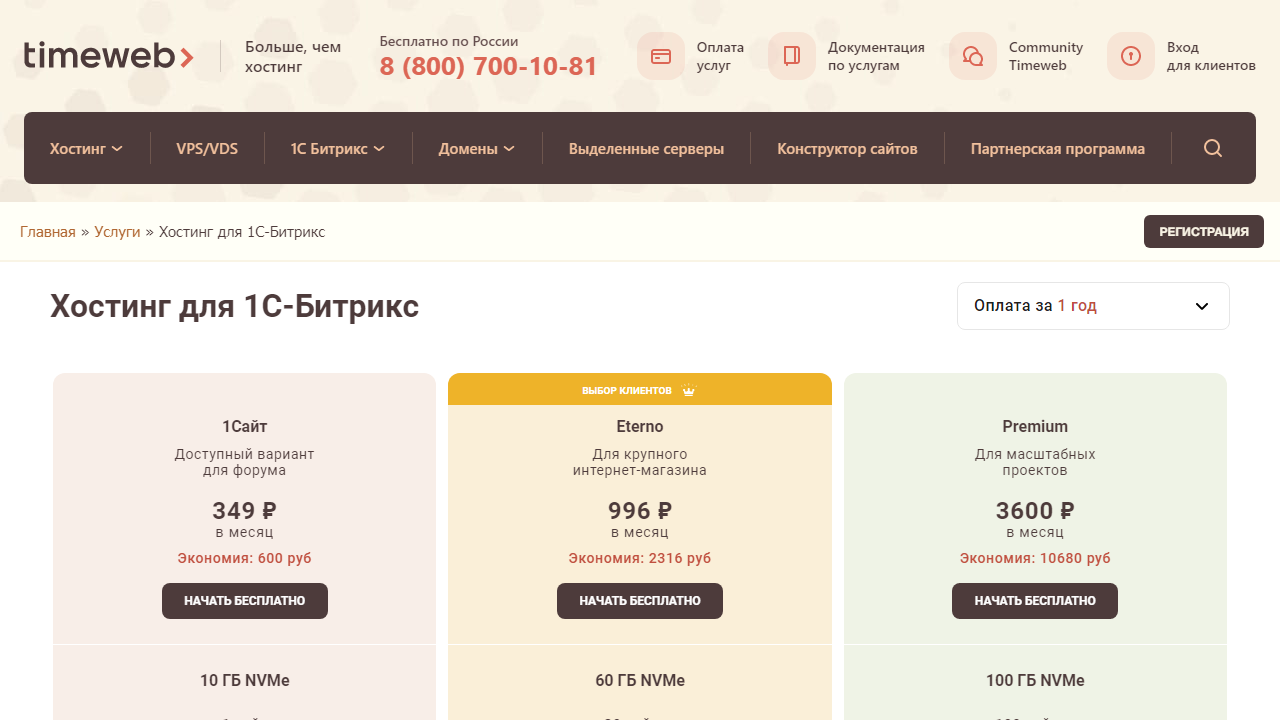 timeweb
Больше, чем
хостинг
Бесплатно по России
8 (800) 700-10-81
Оплата
услуг
Документация
по услугам
Community
Timeweb
Вход
для клиентов
Хостинг
VPS/VDS
1С Битрикс
Домены
Выделенные серверы
Конструктор сайтов
Партнерская программа
Главная » Услуги » Хостинг для 1С-Битрикс
РЕГИСТРАЦИЯ
Хостинг для 1С-Битрикс
Оплата за 1 год
1Сайт
Доступный вариант
для форума
349 ₽
в месяц
Экономия: 600 руб
НАЧАТЬ БЕСПЛАТНО
10 ГБ NVMe
ВЫБОР КЛИЕНТОВ
Eterno
Для крупного
интернет-магазина
996 ₽
в месяц
Экономия: 2316 руб
НАЧАТЬ БЕСПЛАТНО
60 ГБ NVMe
Premium
Для масштабных
проектов
3600 ₽
в месяц
Экономия: 10680 руб
НАЧАТЬ БЕСПЛАТНО
100 ГБ NVMe